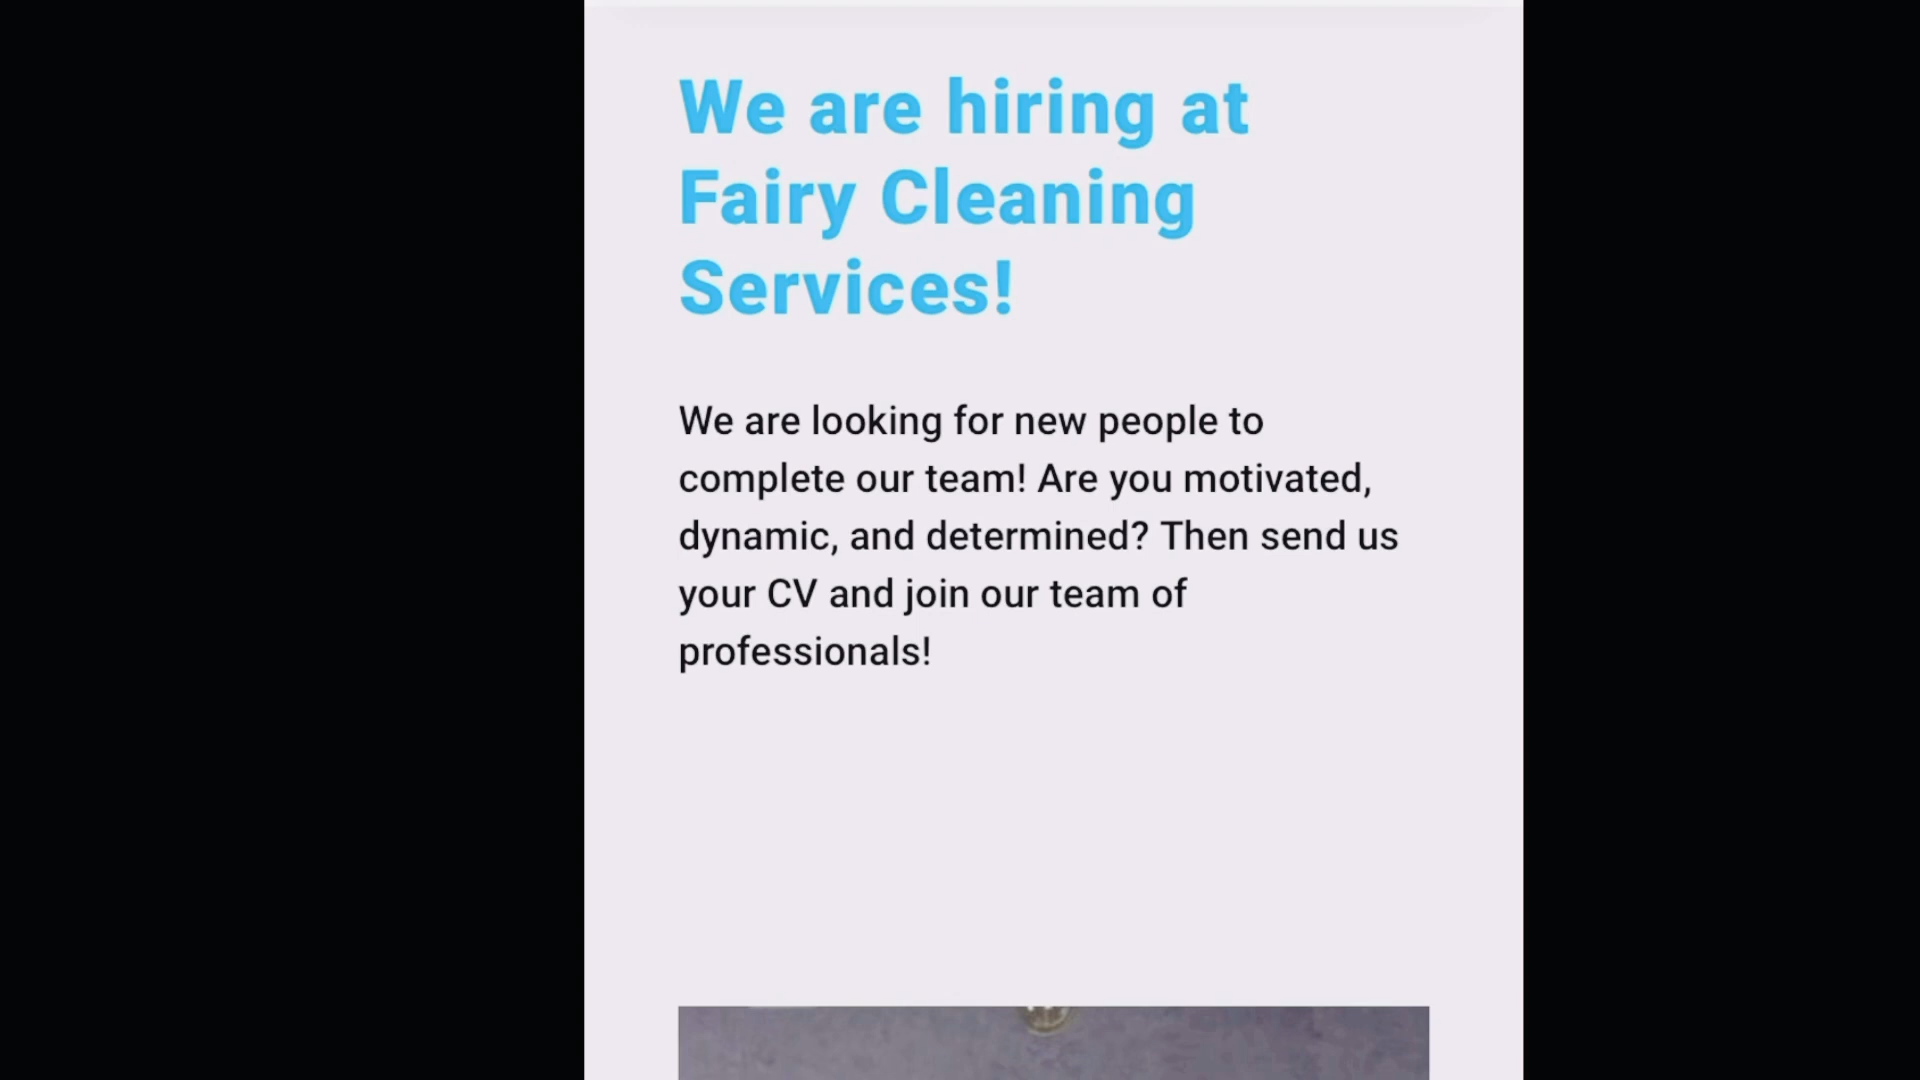 We are hiring at
Fairy Cleaning
Services!
We are looking for new people to
complete our team! Are you motivated,
dynamic, and determined? Then send us
your CV and join our team of
professionals!